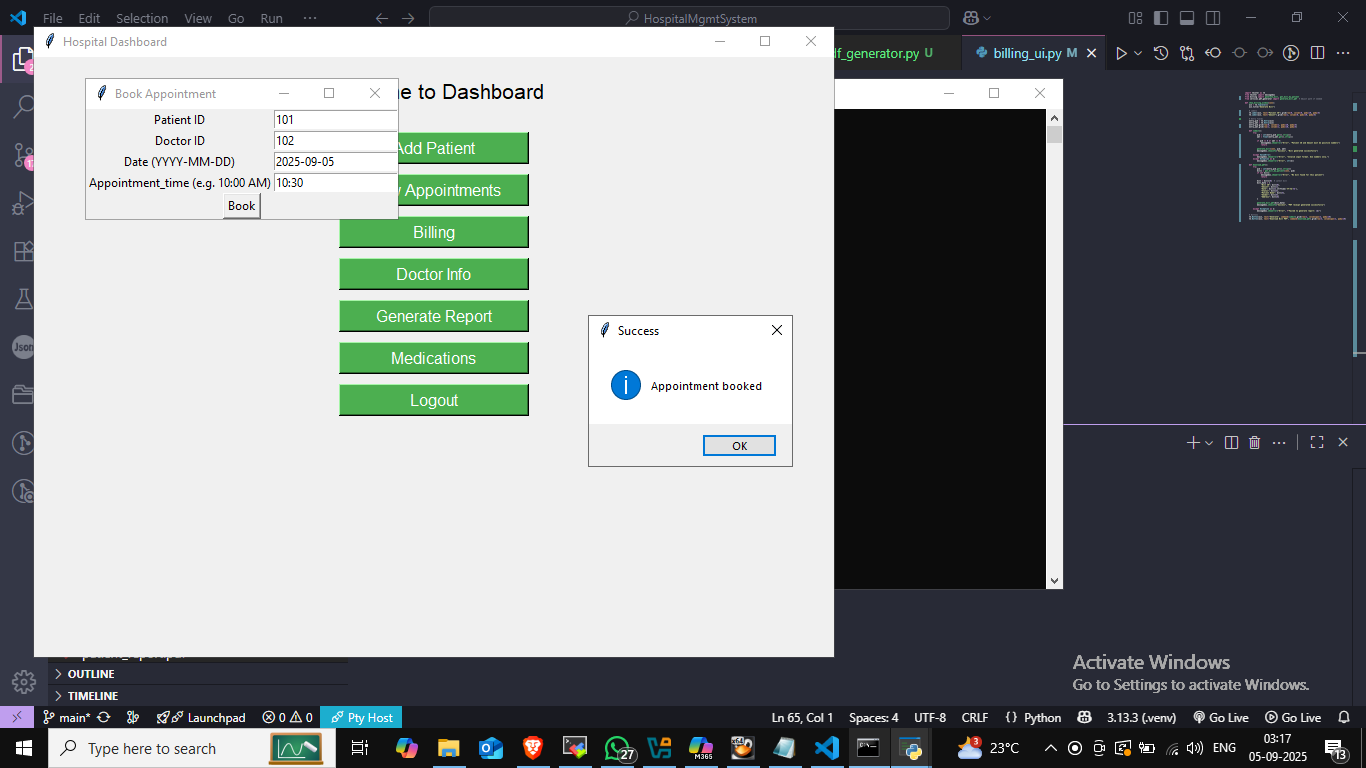 File Edit Selection View Go Run ··· HospitalMgmtSystem
Hospital Dashboard
df_generator.py U billing_ui.py M
Book Appointment
e to Dashboard
Patient ID 101
Doctor ID 102
Date (YYYY-MM-DD) 2025-09-05
Appointment_time (e.g. 10:00 AM) 10:30
Book
Add Patient
Appointments
Billing
Doctor Info
Generate Report
Medications
Logout
Success
Appointment booked
OK
Json
Activate Windows
Go to Settings to activate Windows.
OUTLINE
TIMELINE
main* Launchpad 0 0 Pty Host Ln 65, Col 1 Spaces: 4 UTF-8 CRLF {} Python 3.13.3 (.venv) Go Live Go Live
Type here to search M365 27 23°C ENG 03:17
05-09-2025 13